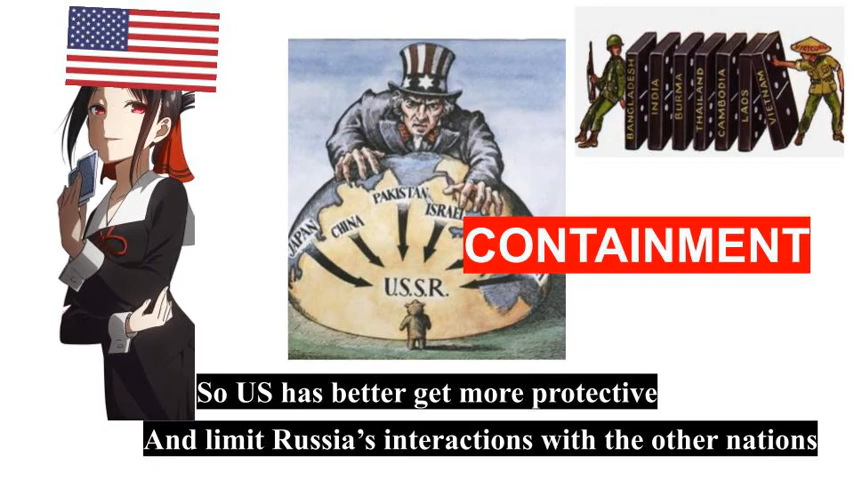 BANGLADESH
INDIA
BURMA
THAILAND
CAMBODIA
LAOS
VIETNAM
JAPAN
CHINA
PAKISTAN
ISRAEL
U.S.S.R.
CONTAINMENT
So US has better get more protective
And limit Russia’s interactions with the other nations